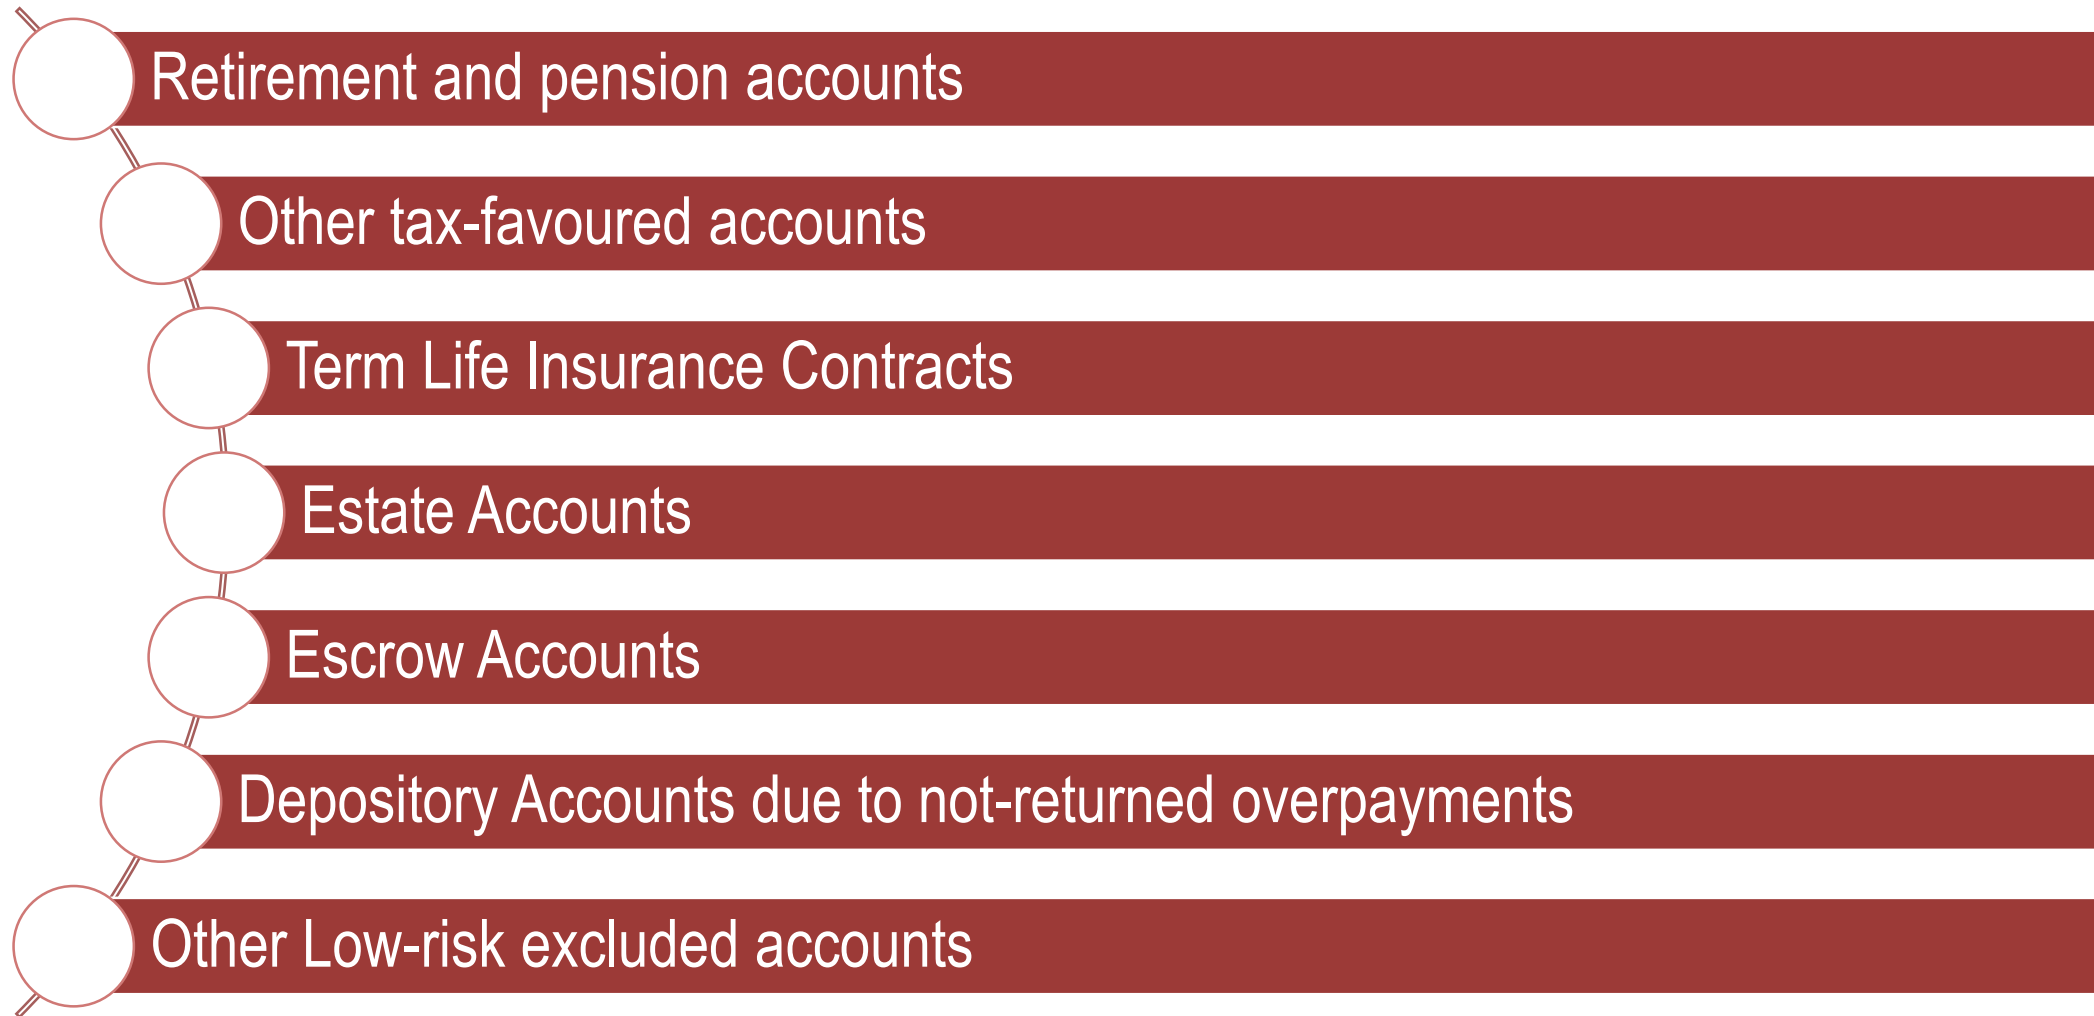 Retirement and pension accounts
Other tax-favoured accounts
Term Life Insurance Contracts
Estate Accounts
Escrow Accounts
Depository Accounts due to not-returned overpayments
Other Low-risk excluded accounts